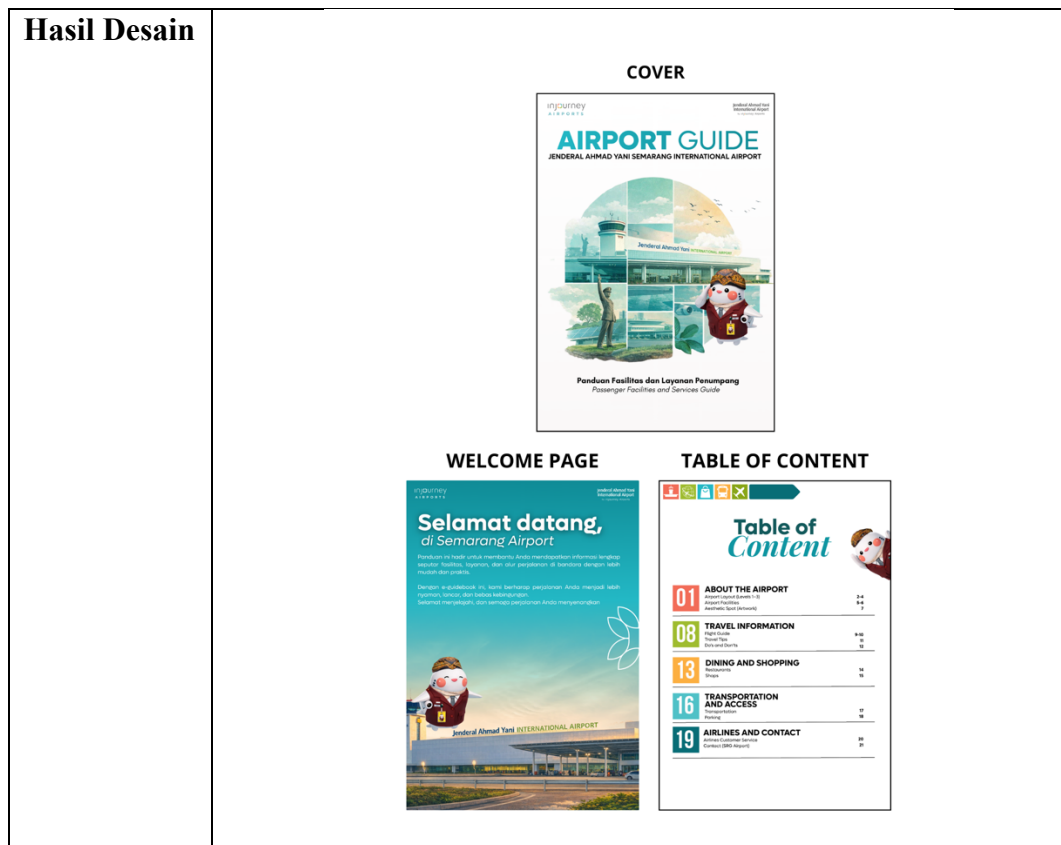 Hasil Desain
COVER
injourney
AIRPORTS
Jenderal Ahmad Yani
International Airport
AIRPORT GUIDE
JENDERAL AHMAD YANI SEMARANG INTERNATIONAL AIRPORT
Jenderal Ahmad Yani INTERNATIONAL AIRPORT
Panduan Fasilitas dan Layanan Penumpang
Passenger Facilities and Services Guide
WELCOME PAGE
injourney
AIRPORTS
Jenderal Ahmad Yani
International Airport
Selamat datang,
di Semarang Airport
Panduan ini hadir untuk membantu Anda mendapatkan informasi lengkap
seputar fasilitas, layanan, dan alur perjalanan di bandara dengan lebih
mudah dan praktis.
Dengan e-guidebook ini, kami berharap perjalanan Anda menjadi lebih
nyaman, lancar, dan bebas kebingungan.
Selamat menjelajahi, dan semoga perjalanan Anda menyenangkan
Jenderal Ahmad Yani INTERNATIONAL AIRPORT
TABLE OF CONTENT
Table of
Content
01 ABOUT THE AIRPORT
Airport Layout (Levels 1-3) 2-4
Airport Facilities 5-6
Aesthetic Spot (Artwork) 7
08 TRAVEL INFORMATION
Flight Guide 9-10
Travel Tips 11
Do's and Don'ts 12
13 DINING AND SHOPPING
Restaurants 14
Shops 15
16 TRANSPORTATION
AND ACCESS
Transportation 17
Parking 18
19 AIRLINES AND CONTACT
Airlines Customer Service 20
Contact (SRG Airport) 21